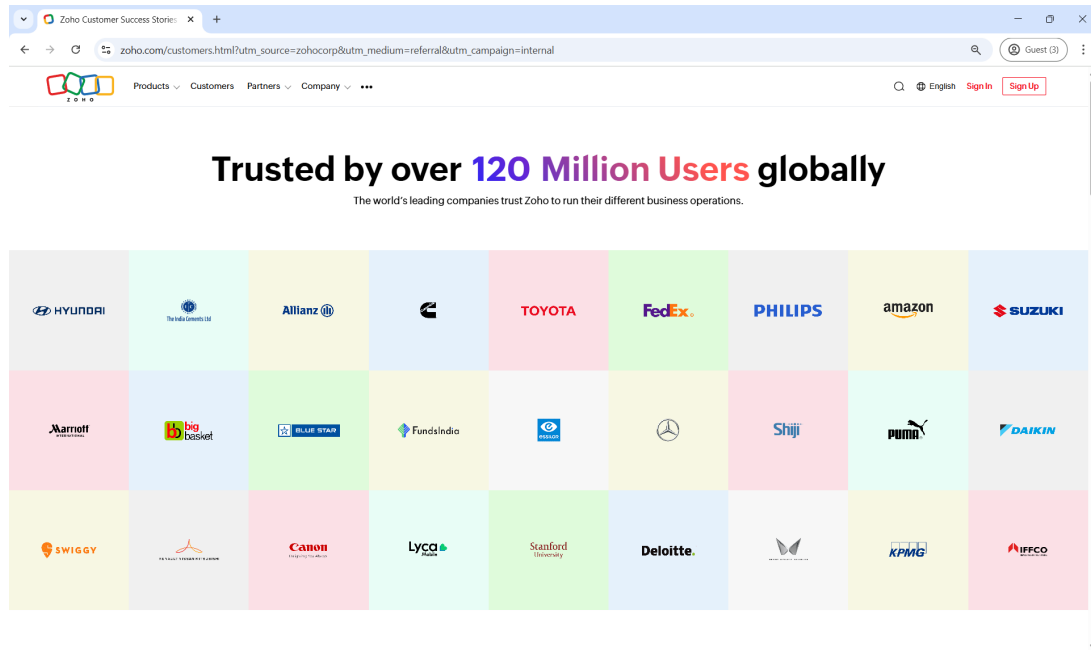 Zoho Customer Success Stories
zoho.com/customers.html?utm_source=zohocorp&utm_medium=referral&utm_campaign=internal
Guest (3)
ZOHO
Products Customers Partners Company
English Sign In Sign Up
Trusted by over 120 Million Users globally
The world's leading companies trust Zoho to run their different business operations.
HYUNDAI
The India Cements Ltd
Allianz
C
TOYOTA
FedEx
PHILIPS
amazon
SUZUKI
Marriott
INTERNATIONAL
bb big
basket
BLUE STAR
FundsIndia
essilor
Shiji
PUMA
DAIKIN
SWIGGY
Canon
Lyca
Mobile
Stanford
University
Deloitte.
KPMG
IFFCO